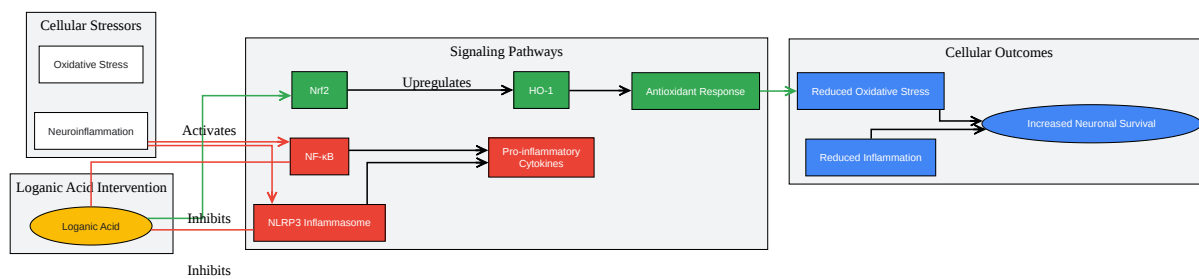 Cellular Stressors
Oxidative Stress
Neuroinflammation
Loganic Acid Intervention
Loganic Acid
Activates
Inhibits
Inhibits
Signaling Pathways
Nrf2
Upregulates
HO-1
Antioxidant Response
NF-κB
Pro-inflammatory
Cytokines
NLRP3 Inflammasome
Cellular Outcomes
Reduced Oxidative Stress
Increased Neuronal Survival
Reduced Inflammation